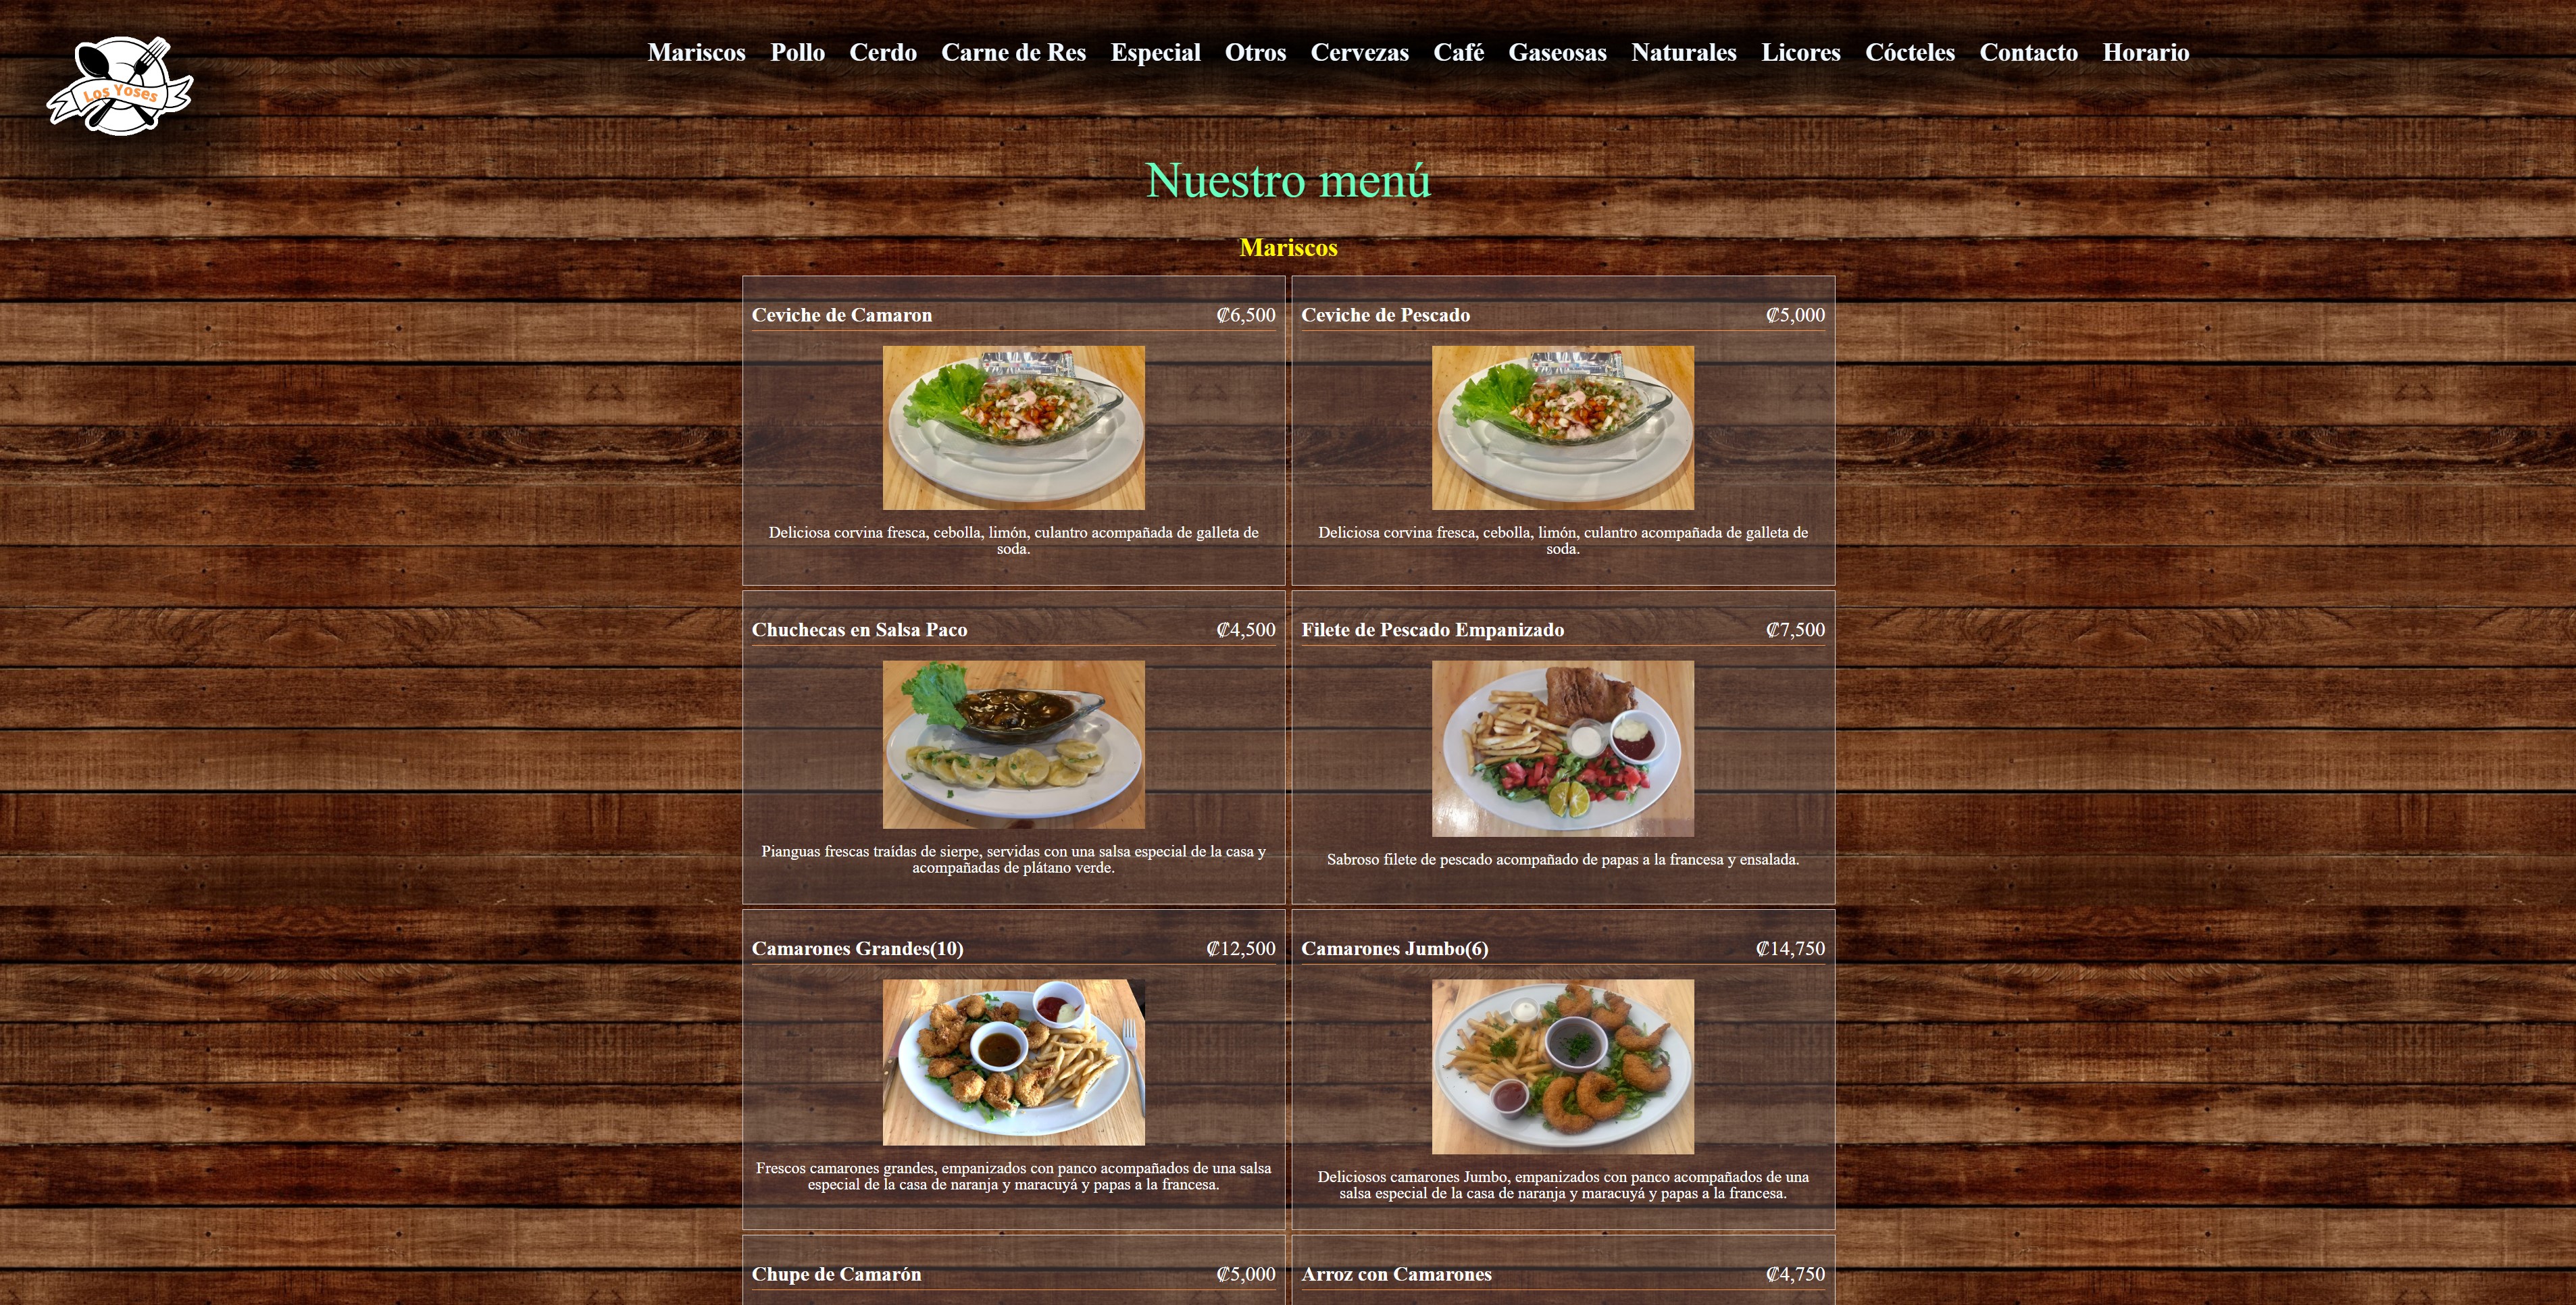 Los Yoses
Mariscos Pollo Cerdo Carne de Res Especial Otros Cervezas Café Gaseosas Naturales Licores Cócteles Contacto Horario
Nuestro menú
Mariscos
Ceviche de Camaron ₡6,500
Deliciosa corvina fresca, cebolla, limón, culantro acompañada de galleta de
soda.
Ceviche de Pescado ₡5,000
Deliciosa corvina fresca, cebolla, limón, culantro acompañada de galleta de
soda.
Chuchecas en Salsa Paco ₡4,500
Pianguas frescas traídas de sierpe, servidas con una salsa especial de la casa y
acompañadas de plátano verde.
Filete de Pescado Empanizado ₡7,500
Sabroso filete de pescado acompañado de papas a la francesa y ensalada.
Camarones Grandes(10) ₡12,500
Frescos camarones grandes, empanizados con panco acompañados de una salsa
especial de la casa de naranja y maracuyá y papas a la francesa.
Camarones Jumbo(6) ₡14,750
Deliciosos camarones Jumbo, empanizados con panco acompañados de una
salsa especial de la casa de naranja y maracuyá y papas a la francesa.
Chupe de Camarón ₡5,000
Arroz con Camarones ₡4,750